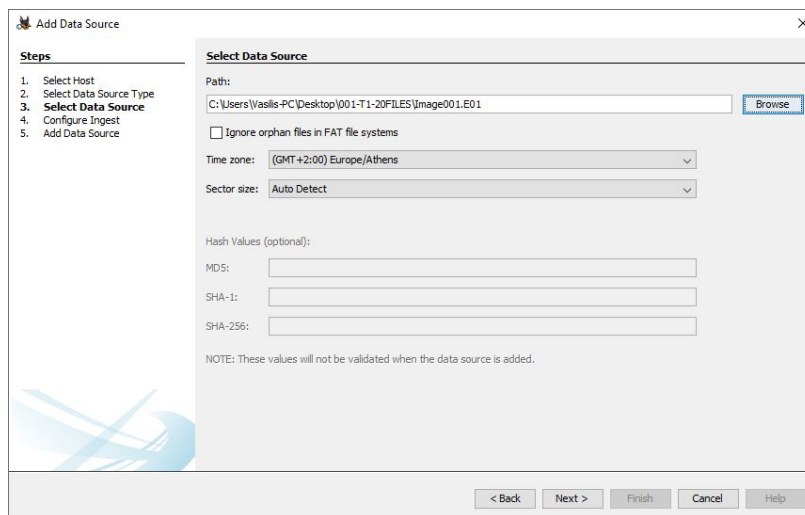 Add Data Source
Steps
1. Select Host
2. Select Data Source Type
3. Select Data Source
4. Configure Ingest
5. Add Data Source
Select Data Source
Path:
C:\Users\Vasilis-PC\Desktop\001-T1-20FILES\Image001.E01
Browse
Ignore orphan files in FAT file systems
Time zone: (GMT+2:00) Europe/Athens
Sector size: Auto Detect
Hash Values (optional):
MD5:
SHA-1:
SHA-256:
NOTE: These values will not be validated when the data source is added.
< Back Next > Finish Cancel Help